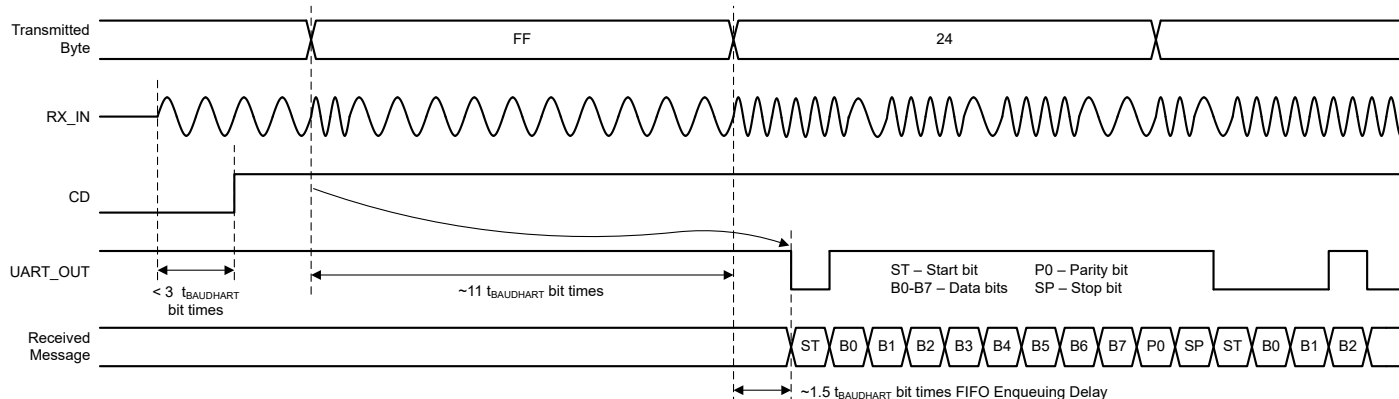 Transmitted
Byte
FF
24
RX_IN
CD
UART_OUT
< 3 tBAUDHART
bit times
~11 tBAUDHART bit times
ST – Start bit P0 – Parity bit
B0-B7 – Data bits SP – Stop bit
Received
Message
ST B0 B1 B2 B3 B4 B5 B6 B7 P0 SP ST B0 B1 B2
~1.5 tBAUDHART bit times FIFO Enqueuing Delay